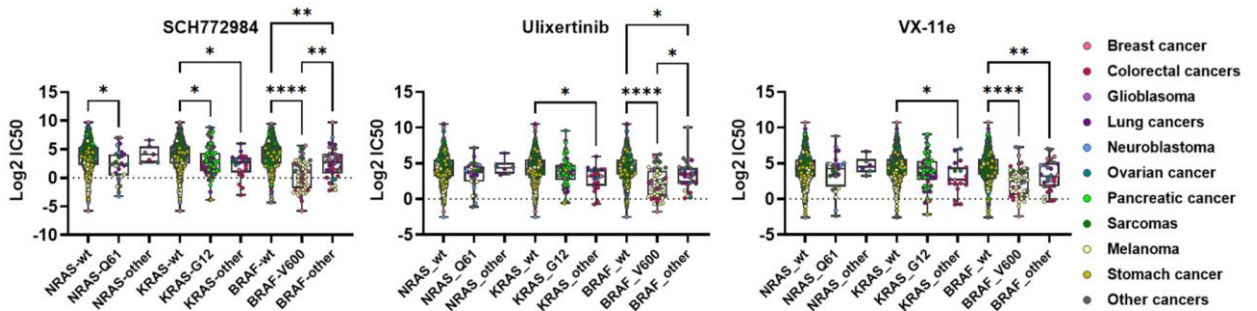 SCH772984
**
*
**
*
*
****
Log2 IC50
15
10
5
0
-5
-10
NRAS-wt
NRAS-Q61
NRAS-other
KRAS-wt
KRAS-G12
KRAS-other
BRAF-wt
BRAF-V600
BRAF-other
Ulixertinib
*
*
*
****
Log2 IC50
15
10
5
0
-5
NRAS_wt
NRAS_Q61
NRAS_other
KRAS_wt
KRAS_G12
KRAS_other
BRAF_wt
BRAF_V600
BRAF_other
VX-11e
**
*
****
15
10
5
0
5
NRAS_wt
NRAS_Q61
NRAS_other
KRAS_wt
KRAS_G12
KRAS_other
BRAF_wt
BRAF_V600
BRAF_other
Breast cancer
Colorectal cancers
Glioblasoma
Lung cancers
Neuroblastoma
Ovarian cancer
Pancreatic cancer
Sarcomas
Melanoma
Stomach cancer
Other cancers